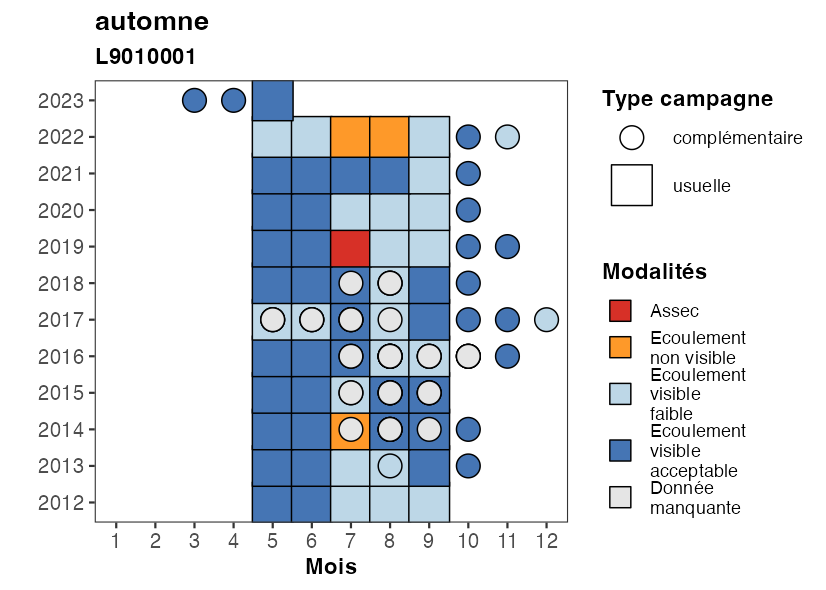 automne
L9010001
2023
2022
2021
2020
2019
2018
2017
2016
2015
2014
2013
2012
1 2 3 4 5 6 7 8 9 10 11 12
Mois
Type campagne
complémentaire
usuelle
Modalités
Assec
Ecoulement
non visible
Ecoulement
visible
faible
Ecoulement
visible
acceptable
Donnée
manquante